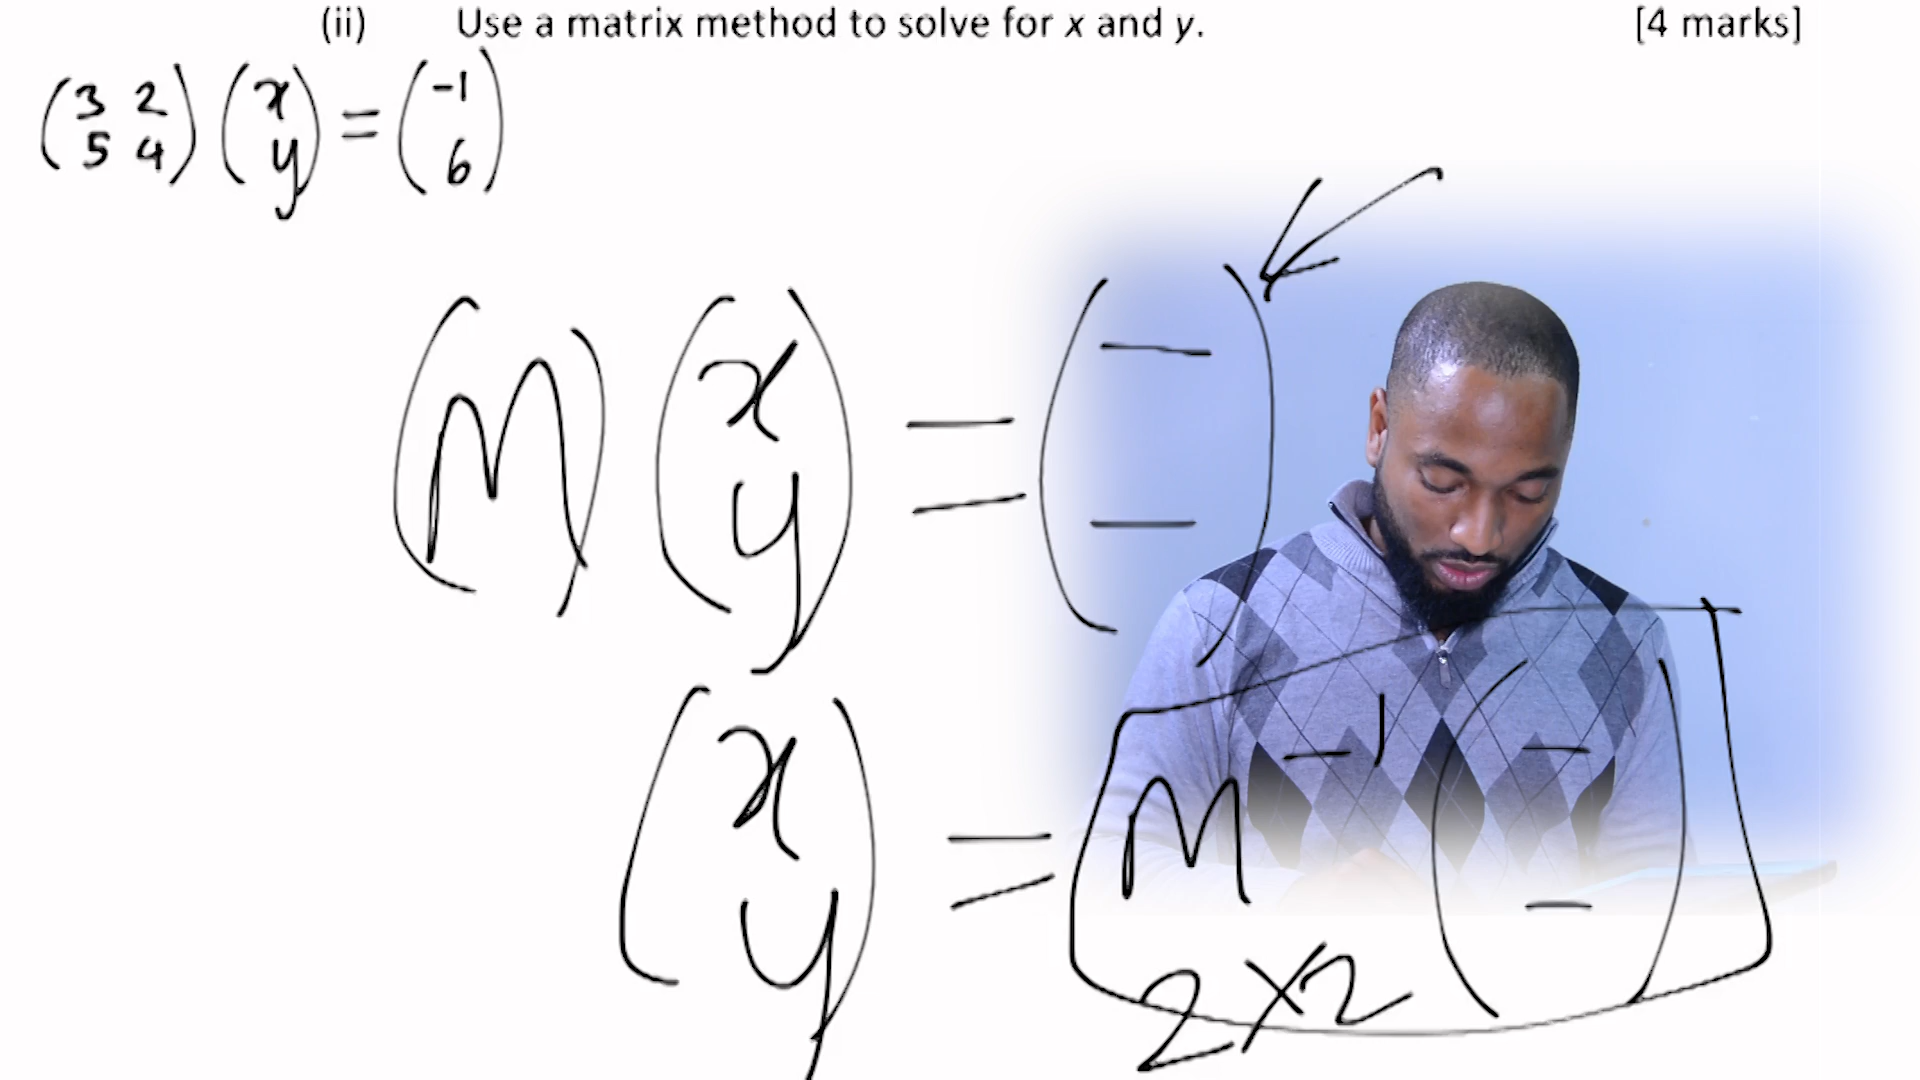 (ii) Use a matrix method to solve for x and y. [4 marks]
(3 2
5 4) (x
y) = (-1
6)
(M) (x
y) = (—
—)
(x
y) = M⁻¹ (—
—)
2×2